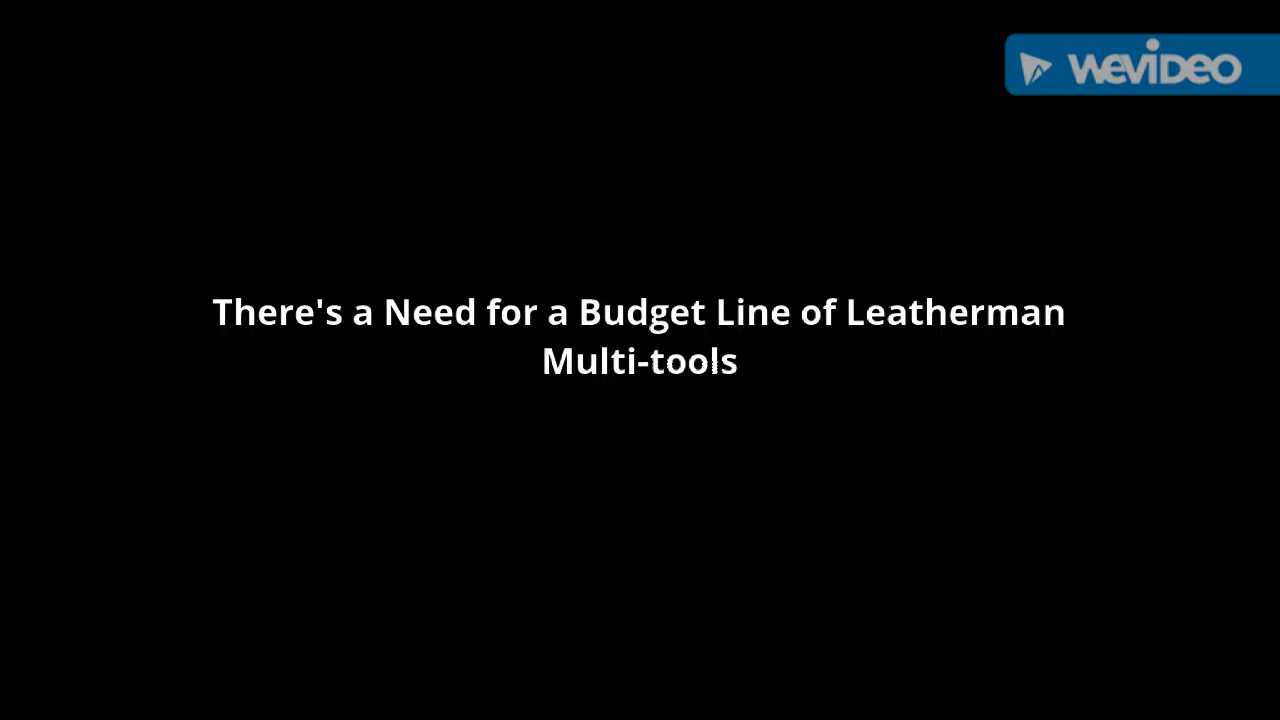 WEVIDEO
There's a Need for a Budget Line of Leatherman
Multi-tools